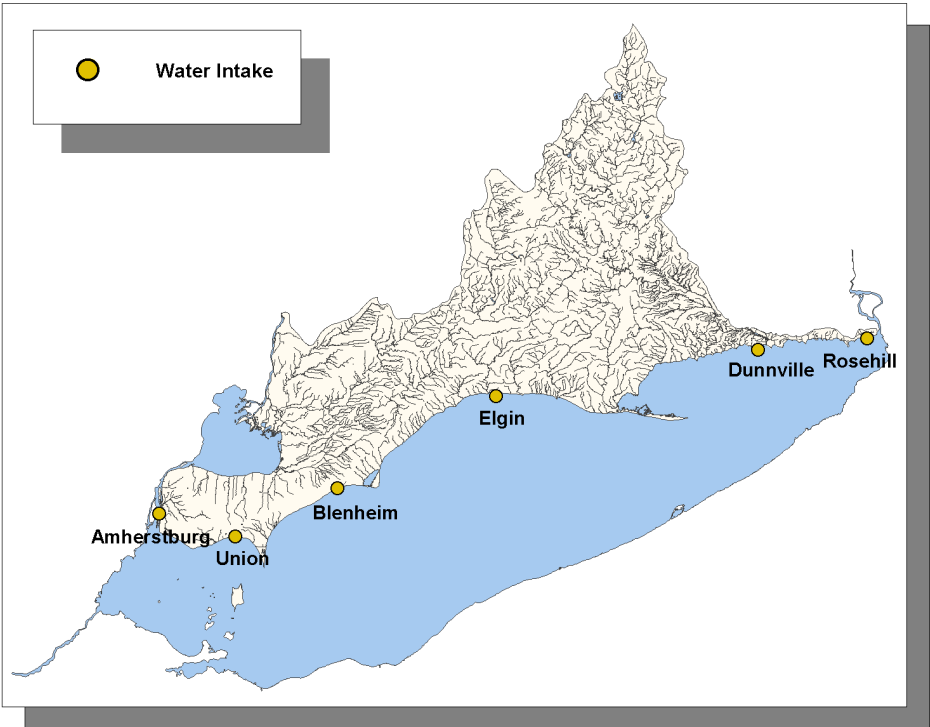 Water Intake
Rosehill
Dunnville
Elgin
Blenheim
Amherstburg
Union